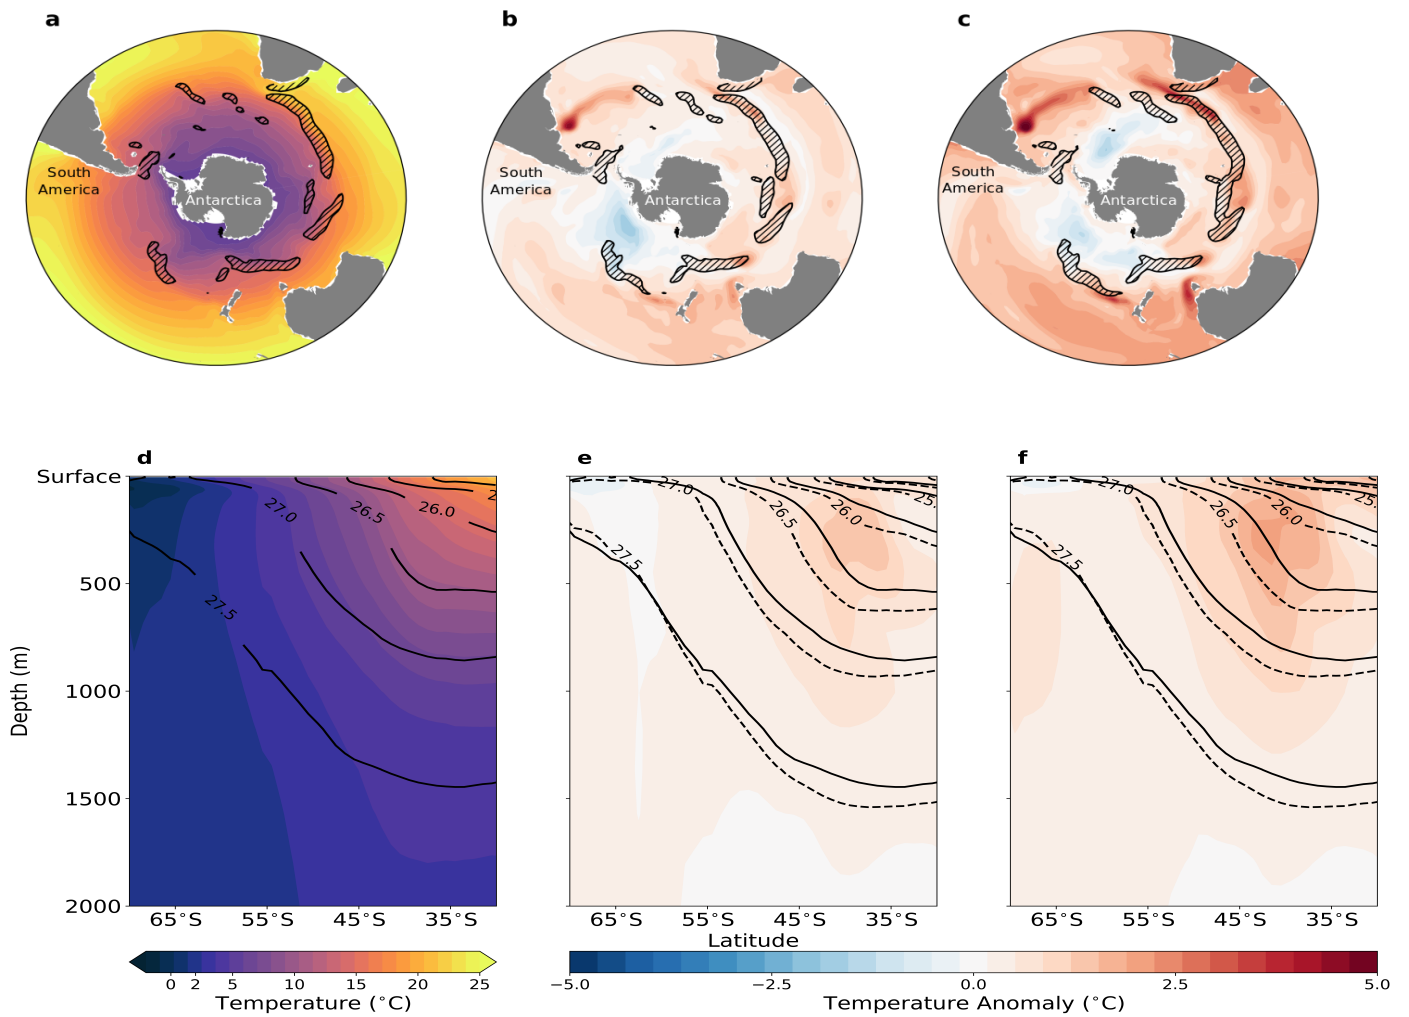 a
b
c
South
America
Antarctica
South
America
Antarctica
South
America
Antarctica
d
e
f
Surface
500
1000
1500
2000
Depth (m)
27.0
26.5
26.0
2
27.5
27.0
26.5
26.0
25.
27.5
27.0
26.5
26.0
25.
27.5
65°S
55°S
45°S
35°S
65°S
55°S
45°S
35°S
65°S
55°S
45°S
35°S
Latitude
0
2
5
10
15
20
25
Temperature (°C)
−5.0
−2.5
0.0
2.5
5.0
Temperature Anomaly (°C)